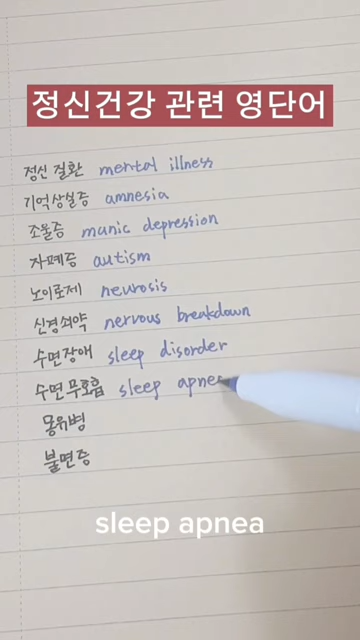 정신건강 관련 영단어
정신 질환 mental illness
기억상실증 amnesia
조울증 manic depression
자폐증 autism
노이로제 neurosis
신경쇠약 nervous breakdown
수면장애 sleep disorder
수면 무호흡 sleep apnea
몽유병
불면증
sleep apnea